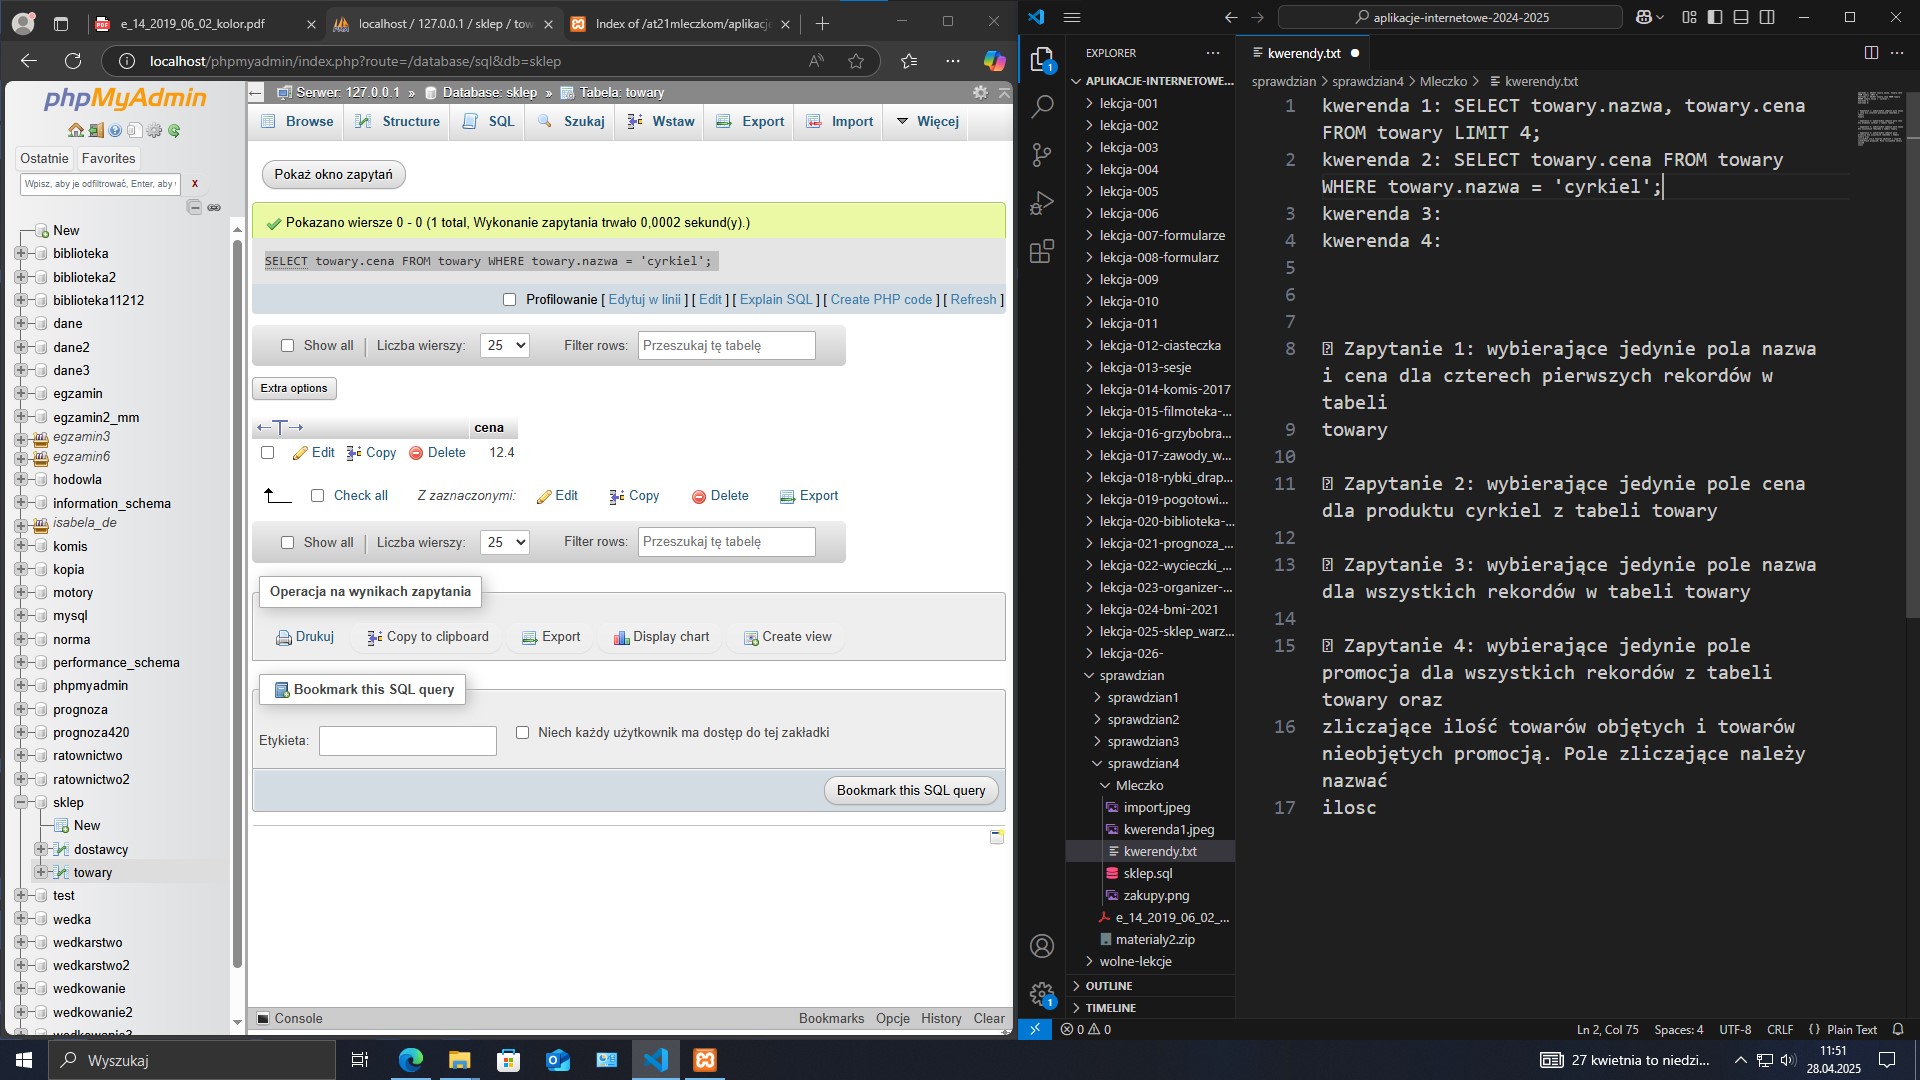 e_14_2019_06_02_kolor.pdf
localhost / 127.0.0.1 / sklep / tow
Index of /at21mleczkom/aplikacje
localhost/phpmyadmin/index.php?route=/database/sql&db=sklep
phpMyAdmin
Ostatnie
Favorites
Wpisz, aby je odfiltrować, Enter, aby
X
New
biblioteka
biblioteka2
biblioteka11212
dane
dane2
dane3
egzamin
egzamin2_mm
egzamin3
egzamin6
hodowla
information_schema
isabela_de
komis
kopia
motory
mysql
norma
performance_schema
phpmyadmin
prognoza
prognoza420
ratownictwo
ratownictwo2
sklep
New
dostawcy
towary
test
wedka
wedkarstwo
wedkarstwo2
wedkowanie
wedkowanie2
wedkowanie3
Serwer: 127.0.0.1 » Database: sklep » Tabela: towary
Browse Structure SQL Szukaj Wstaw Export Import Więcej
Pokaż okno zapytań
Pokazano wiersze 0 - 0 (1 total, Wykonanie zapytania trwało 0,0002 sekund(y).)
SELECT towary.cena FROM towary WHERE towary.nazwa = 'cyrkiel';
Profilowanie [ Edytuj w linii ] [ Edit ] [ Explain SQL ] [ Create PHP code ] [ Refresh ]
Show all | Liczba wierszy: 25 Filter rows: Przeszukaj tę tabelę
Extra options
←T→ cena
Edit Copy Delete 12.4
Check all Z zaznaczonymi: Edit Copy Delete Export
Show all | Liczba wierszy: 25 Filter rows: Przeszukaj tę tabelę
Operacja na wynikach zapytania
Drukuj Copy to clipboard Export Display chart Create view
Bookmark this SQL query
Etykieta: Niech każdy użytkownik ma dostęp do tej zakładki
Bookmark this SQL query
Console Bookmarks Opcje History Clear
aplikacje-internetowe-2024-2025
EXPLORER
APLIKACJE-INTERNETOWE...
lekcja-001
lekcja-002
lekcja-003
lekcja-004
lekcja-005
lekcja-006
lekcja-007-formularze
lekcja-008-formularz
lekcja-009
lekcja-010
lekcja-011
lekcja-012-ciasteczka
lekcja-013-sesje
lekcja-014-komis-2017
lekcja-015-filmoteka-...
lekcja-016-grzybobra...
lekcja-017-zawody_w...
lekcja-018-rybki_drap...
lekcja-019-pogotowi...
lekcja-020-biblioteka-...
lekcja-021-prognoza_...
lekcja-022-wycieczki_...
lekcja-023-organizer-...
lekcja-024-bmi-2021
lekcja-025-sklep_warz...
lekcja-026-
sprawdzian
sprawdzian1
sprawdzian2
sprawdzian3
sprawdzian4
Mleczko
import.jpeg
kwerenda1.jpeg
kwerendy.txt
sklep.sql
zakupy.png
e_14_2019_06_02_...
materialy2.zip
wolne-lekcje
OUTLINE
TIMELINE
1
1
kwerendy.txt
sprawdzian > sprawdzian4 > Mleczko > kwerendy.txt
1 kwerenda 1: SELECT towary.nazwa, towary.cena
FROM towary LIMIT 4;
2 kwerenda 2: SELECT towary.cena FROM towary
WHERE towary.nazwa = 'cyrkiel';
3 kwerenda 3:
4 kwerenda 4:
5
6
7
8 Zapytanie 1: wybierające jedynie pola nazwa
i cena dla czterech pierwszych rekordów w
tabeli
9 towary
10
11 Zapytanie 2: wybierające jedynie pole cena
dla produktu cyrkiel z tabeli towary
12
13 Zapytanie 3: wybierające jedynie pole nazwa
dla wszystkich rekordów w tabeli towary
14
15 Zapytanie 4: wybierające jedynie pole
promocja dla wszystkich rekordów z tabeli
towary oraz
16 zliczające ilość towarów objętych i towarów
nieobjętych promocją. Pole zliczające należy
nazwać
17 ilosc
0 0 Ln 2, Col 75 Spaces: 4 UTF-8 CRLF {} Plain Text
Wyszukaj
27 kwietnia to niedzi...
11:51
28.04.2025